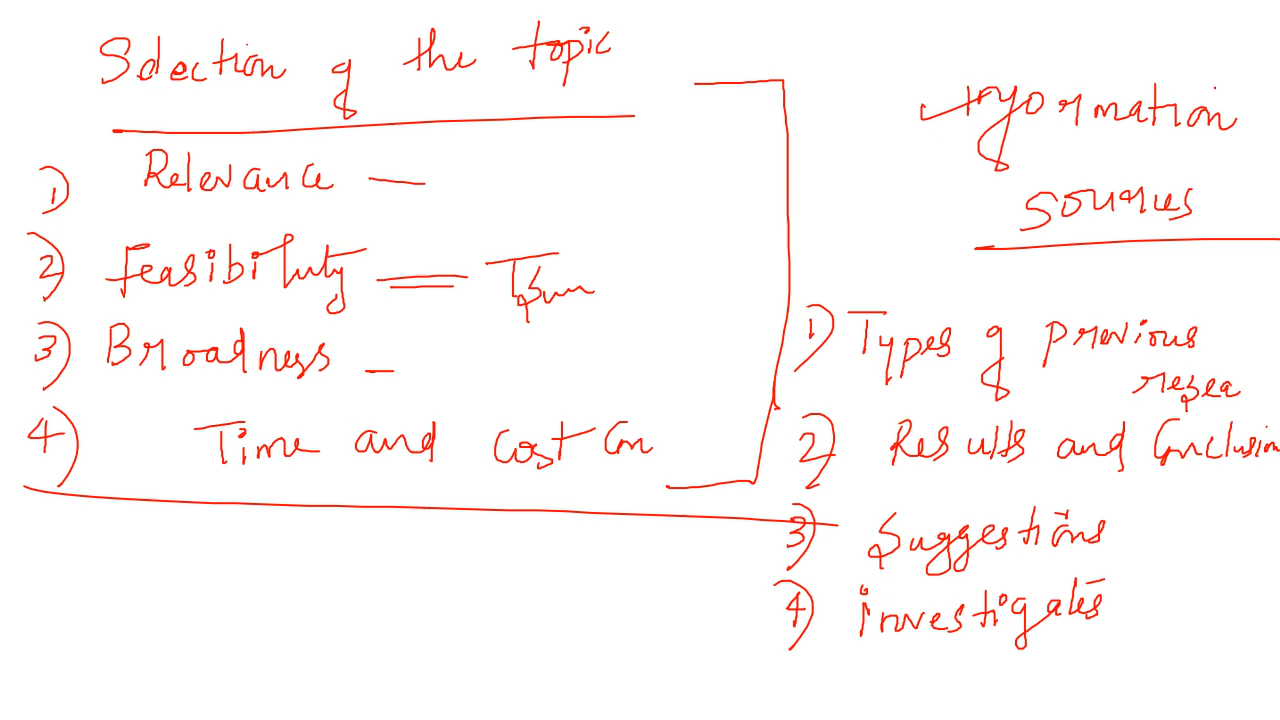 Selection of the topic
1) Relevance —
2) Feasibility =
3) Broadness -
4) Time and cost Con
Information
sources
1) Types of previous
resea
2) Results and Conclusion
3) Suggestions
4) investigates